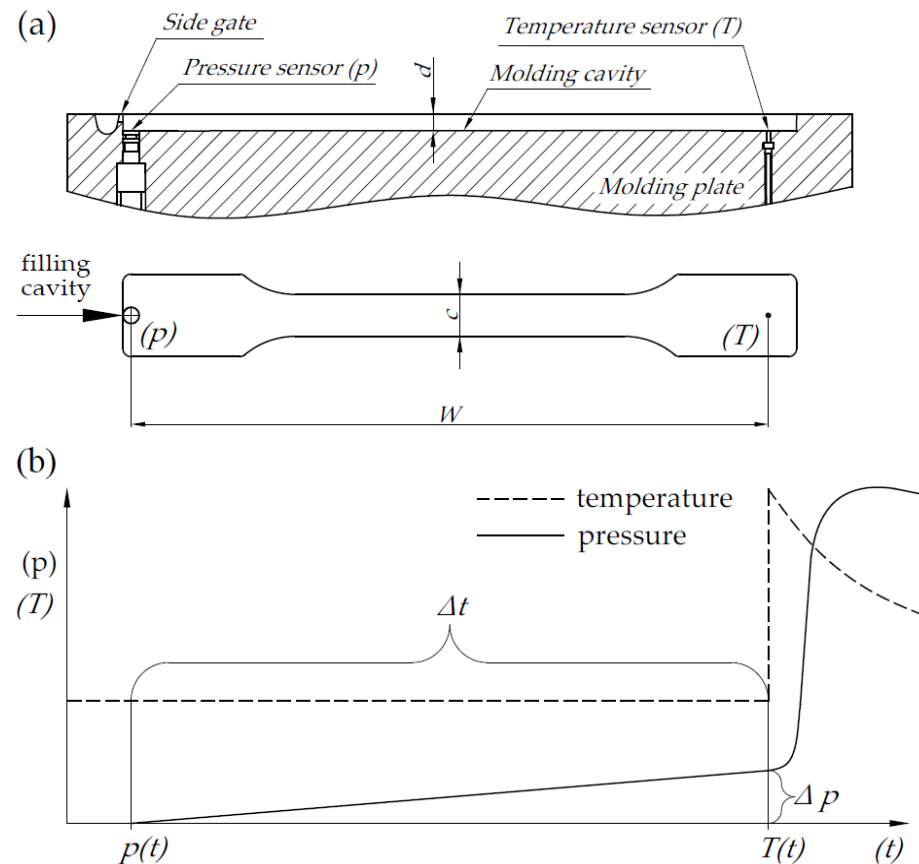 (a)
Side gate
Pressure sensor (p)
Temperature sensor (T)
Molding cavity
d
Molding plate
filling
cavity
(p)
c
(T)
W
(b)
temperature
pressure
(p)
(T)
Δt
Δ p
p(t)
T(t)
(t)